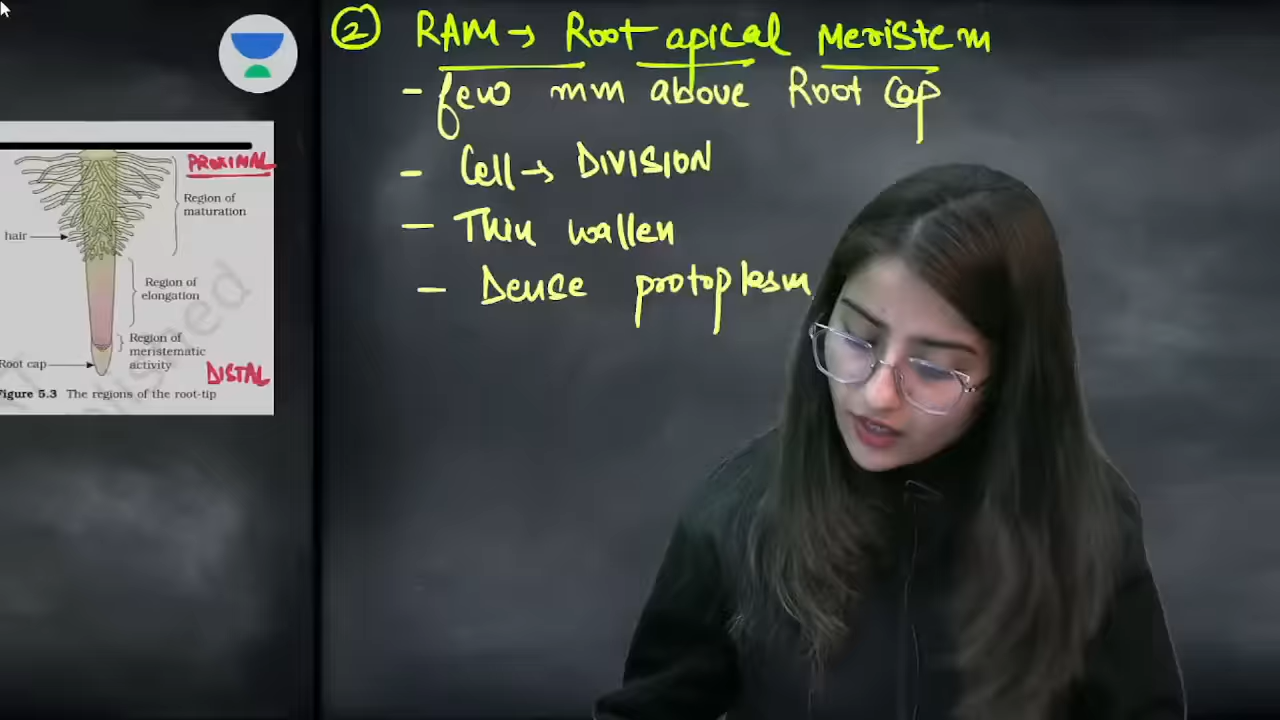 ② RAM → Root apical Meristem
- few mm above Root Cap
- Cell → DIVISION
- Thin wallen
- Dense protoplasm
PROXIMAL
Region of
maturation
hair
Region of
elongation
Region of
meristematic
activity
Root cap
DISTAL
igure 5.3 The regions of the root-tip